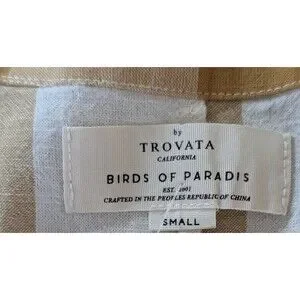 by
TROVATA
CALIFORNIA
BIRDS OF PARADIS
EST. 2001
CRAFTED IN THE PEOPLES REPUBLIC OF CHINA
SMALL